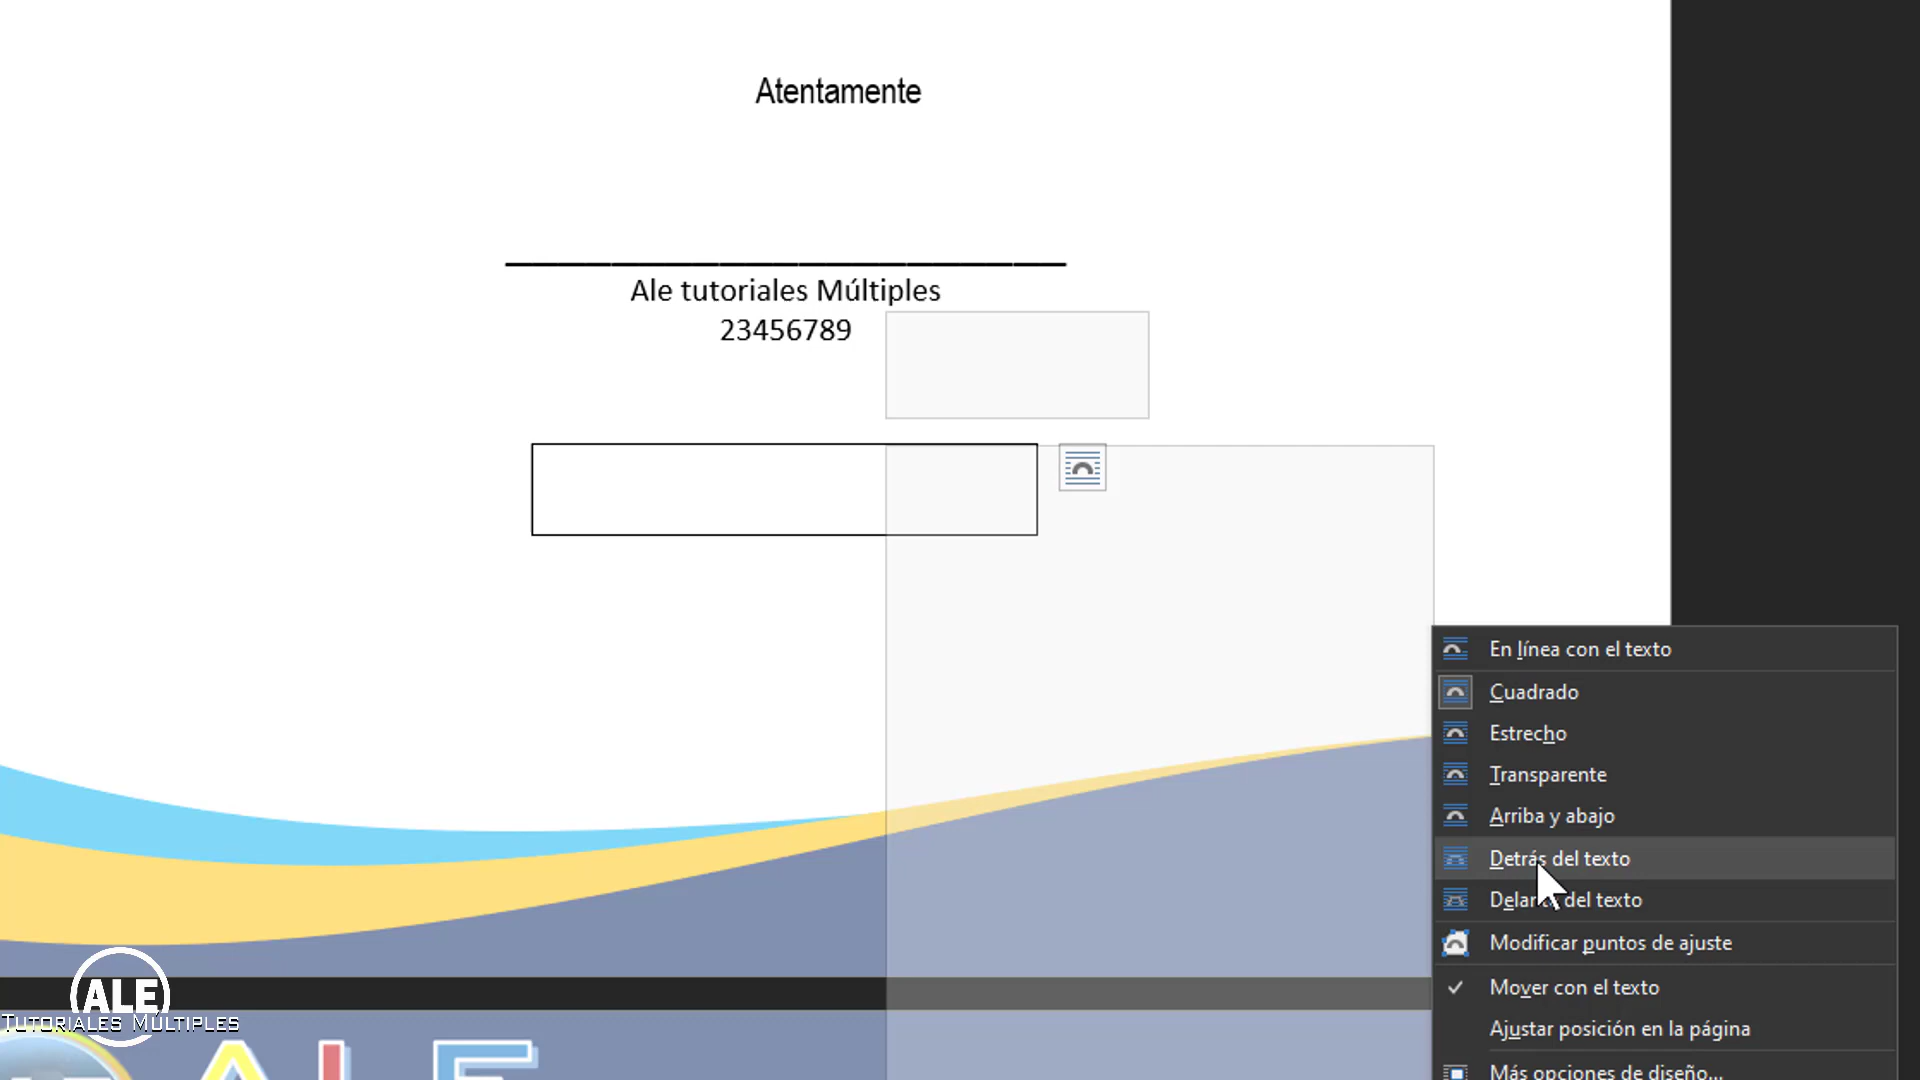 Atentamente
Ale tutoriales Múltiples
23456789
En línea con el texto
Cuadrado
Estrecho
Transparente
Arriba y abajo
Detrás del texto
del texto
Modificar puntos de ajuste
Mover con el texto
Ajustar posición en la página
Más opciones de diseño...
ALE
TUTORIALES MÚLTIPLES
ALE